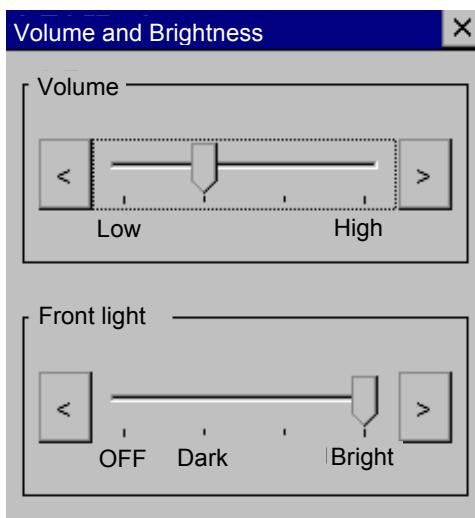 Volume and Brightness
Volume
< >
Low High
Front light
< >
OFF Dark Bright